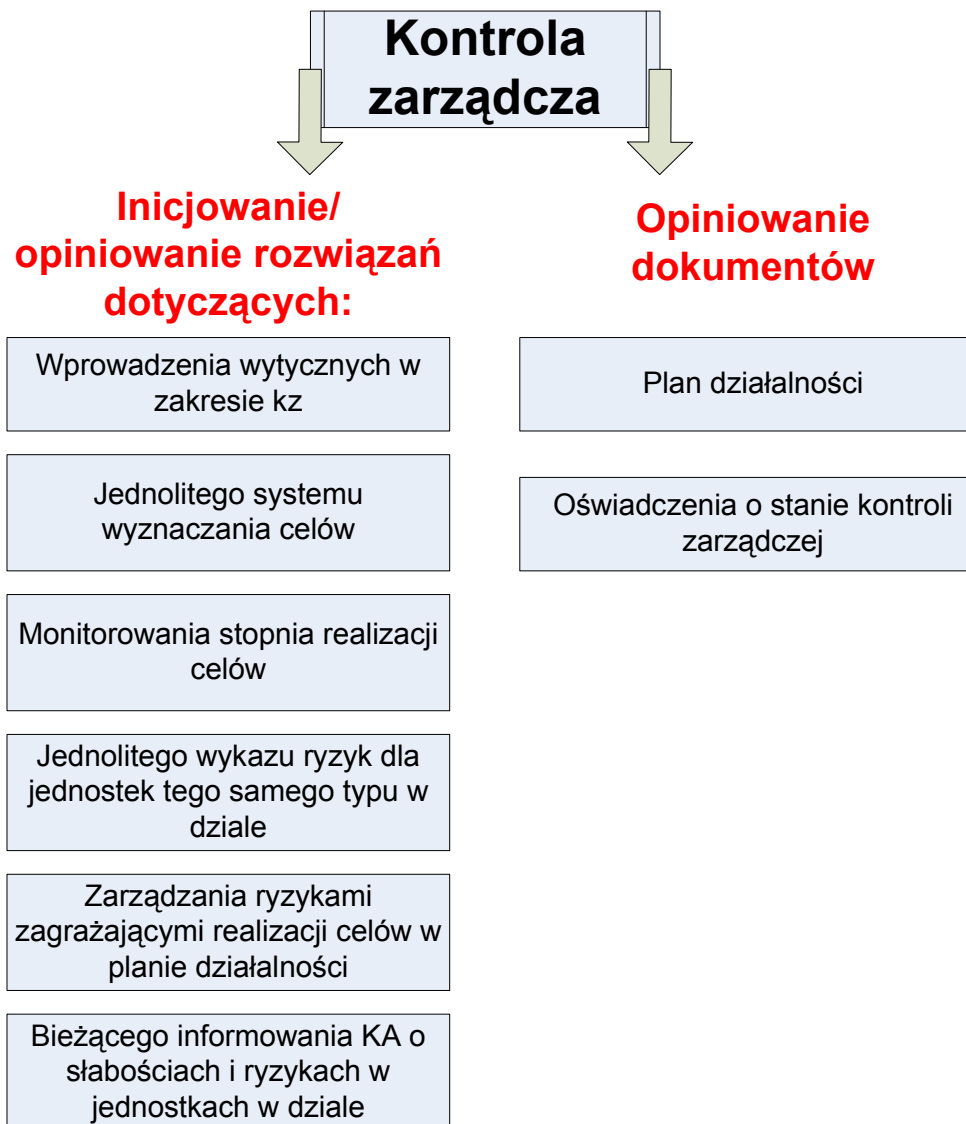 Kontrola
zarządcza
Inicjowanie/
opiniowanie rozwiązań
dotyczących:
Wprowadzenia wytycznych w
zakresie kz
Jednolitego systemu
wyznaczania celów
Monitorowania stopnia realizacji
celów
Jednolitego wykazu ryzyk dla
jednostek tego samego typu w
dziale
Zarządzania ryzykami
zagrażającymi realizacji celów w
planie działalności
Bieżącego informowania KA o
słabościach i ryzykach w
jednostkach w dziale
Opiniowanie
dokumentów
Plan działalności
Oświadczenia o stanie kontroli
zarządczej